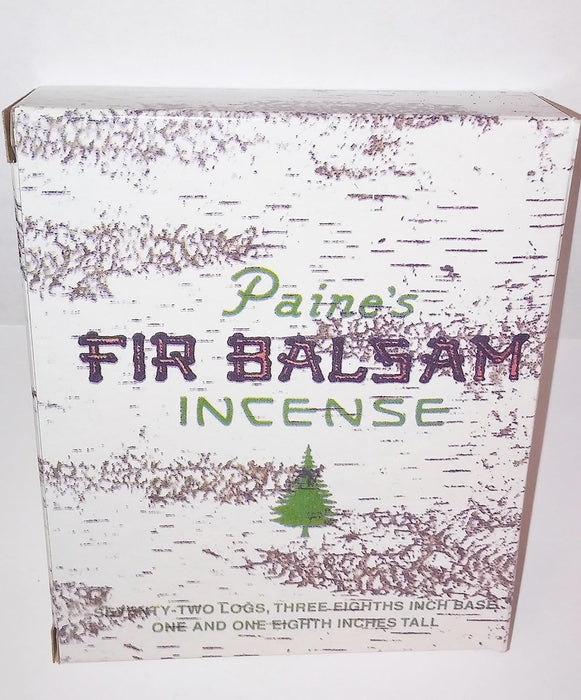 Paine's
FIR BALSAM
INCENSE
SEVENTY-TWO LOGS, THREE EIGHTHS INCH BASE
ONE AND ONE EIGHTH INCHES TALL